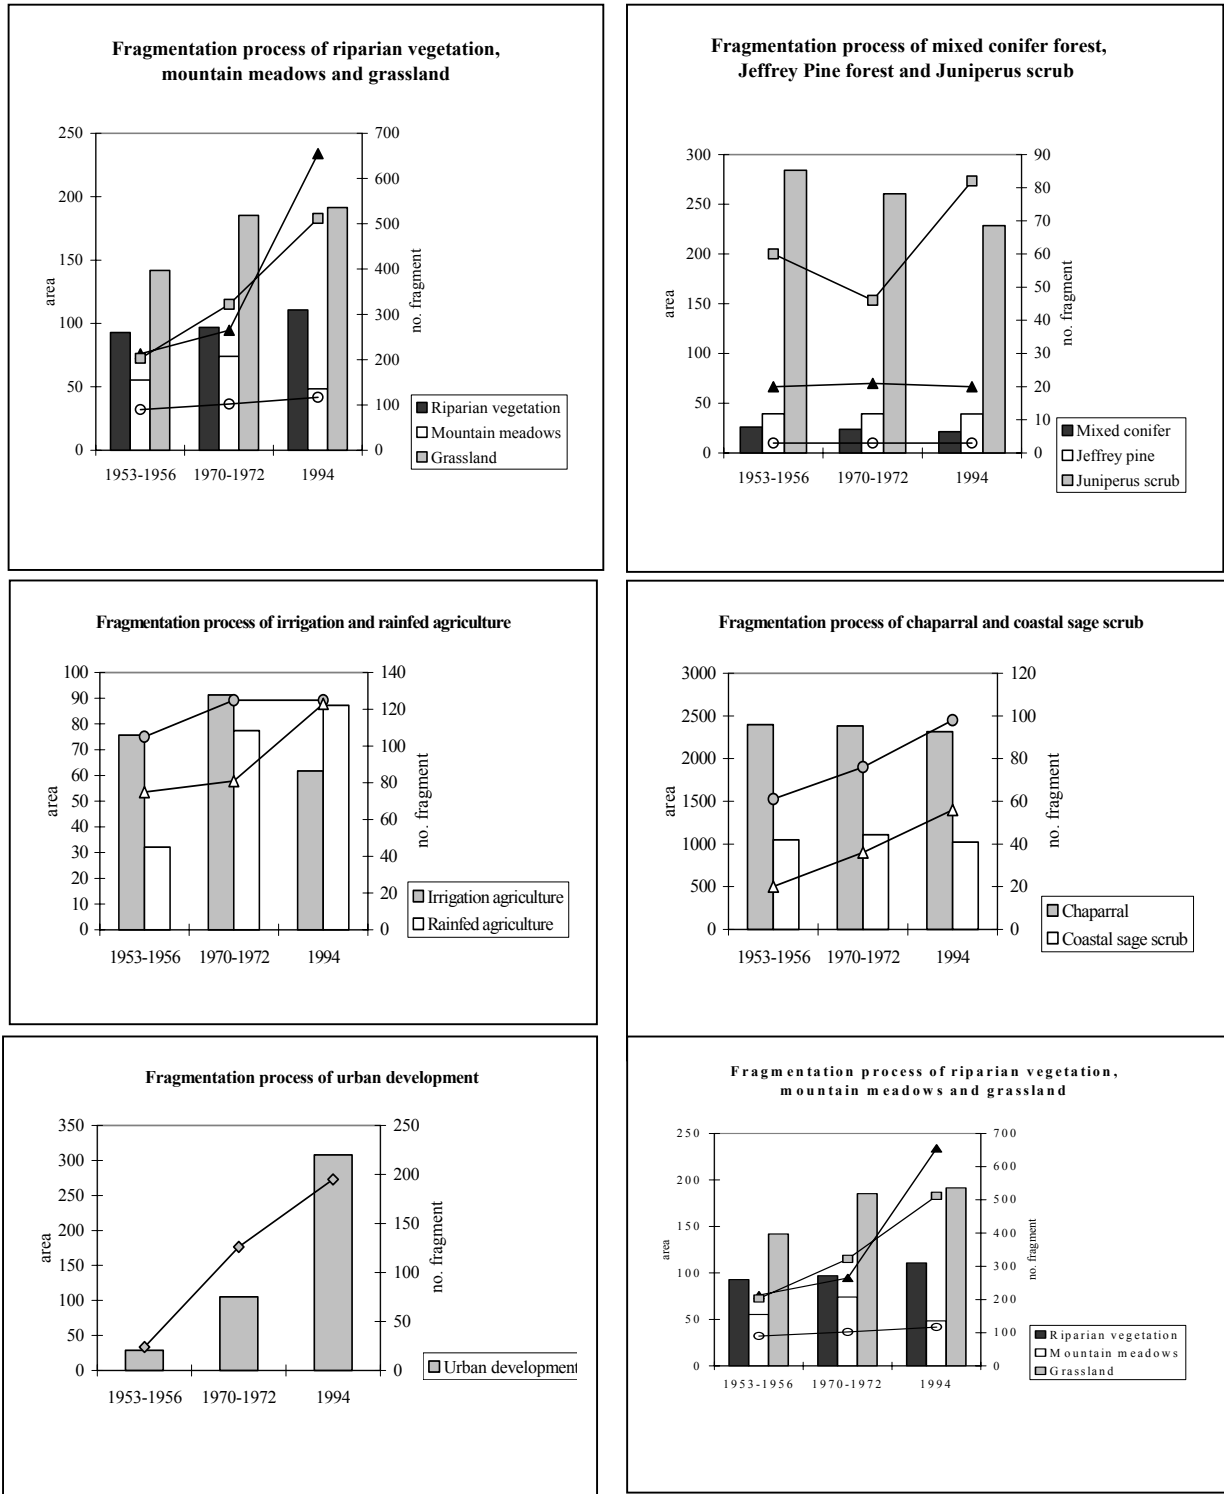 Fragmentation process of riparian vegetation,
mountain meadows and grassland
250
200
150
100
50
0
area
700
600
500
400
300
200
100
0
no. fragment
1953-1956 1970-1972 1994
Riparian vegetation
Mountain meadows
Grassland
Fragmentation process of mixed conifer forest,
Jeffrey Pine forest and Juniperus scrub
300
250
200
150
100
50
0
area
90
80
70
60
50
40
30
20
10
0
no. fragment
1953-1956 1970-1972 1994
Mixed conifer
Jeffrey pine
Juniperus scrub
Fragmentation process of irrigation and rainfed agriculture
100
90
80
70
60
50
40
30
20
10
0
area
140
120
100
80
60
40
20
0
no. fragment
1953-1956 1970-1972 1994
Irrigation agriculture
Rainfed agriculture
Fragmentation process of chaparral and coastal sage scrub
3000
2500
2000
1500
1000
500
0
area
120
100
80
60
40
20
0
no. fragment
1953-1956 1970-1972 1994
Chaparral
Coastal sage scrub
Fragmentation process of urban development
350
300
250
200
150
100
50
0
area
250
200
150
100
50
0
no. fragment
1953-1956 1970-1972 1994
Urban development
Fragmentation process of riparian vegetation,
mountain meadows and grassland
250
200
150
100
50
0
area
700
600
500
400
300
200
100
0
no. fragment
1953-1956 1970-1972 1994
Riparian vegetation
Mountain meadows
Grassland